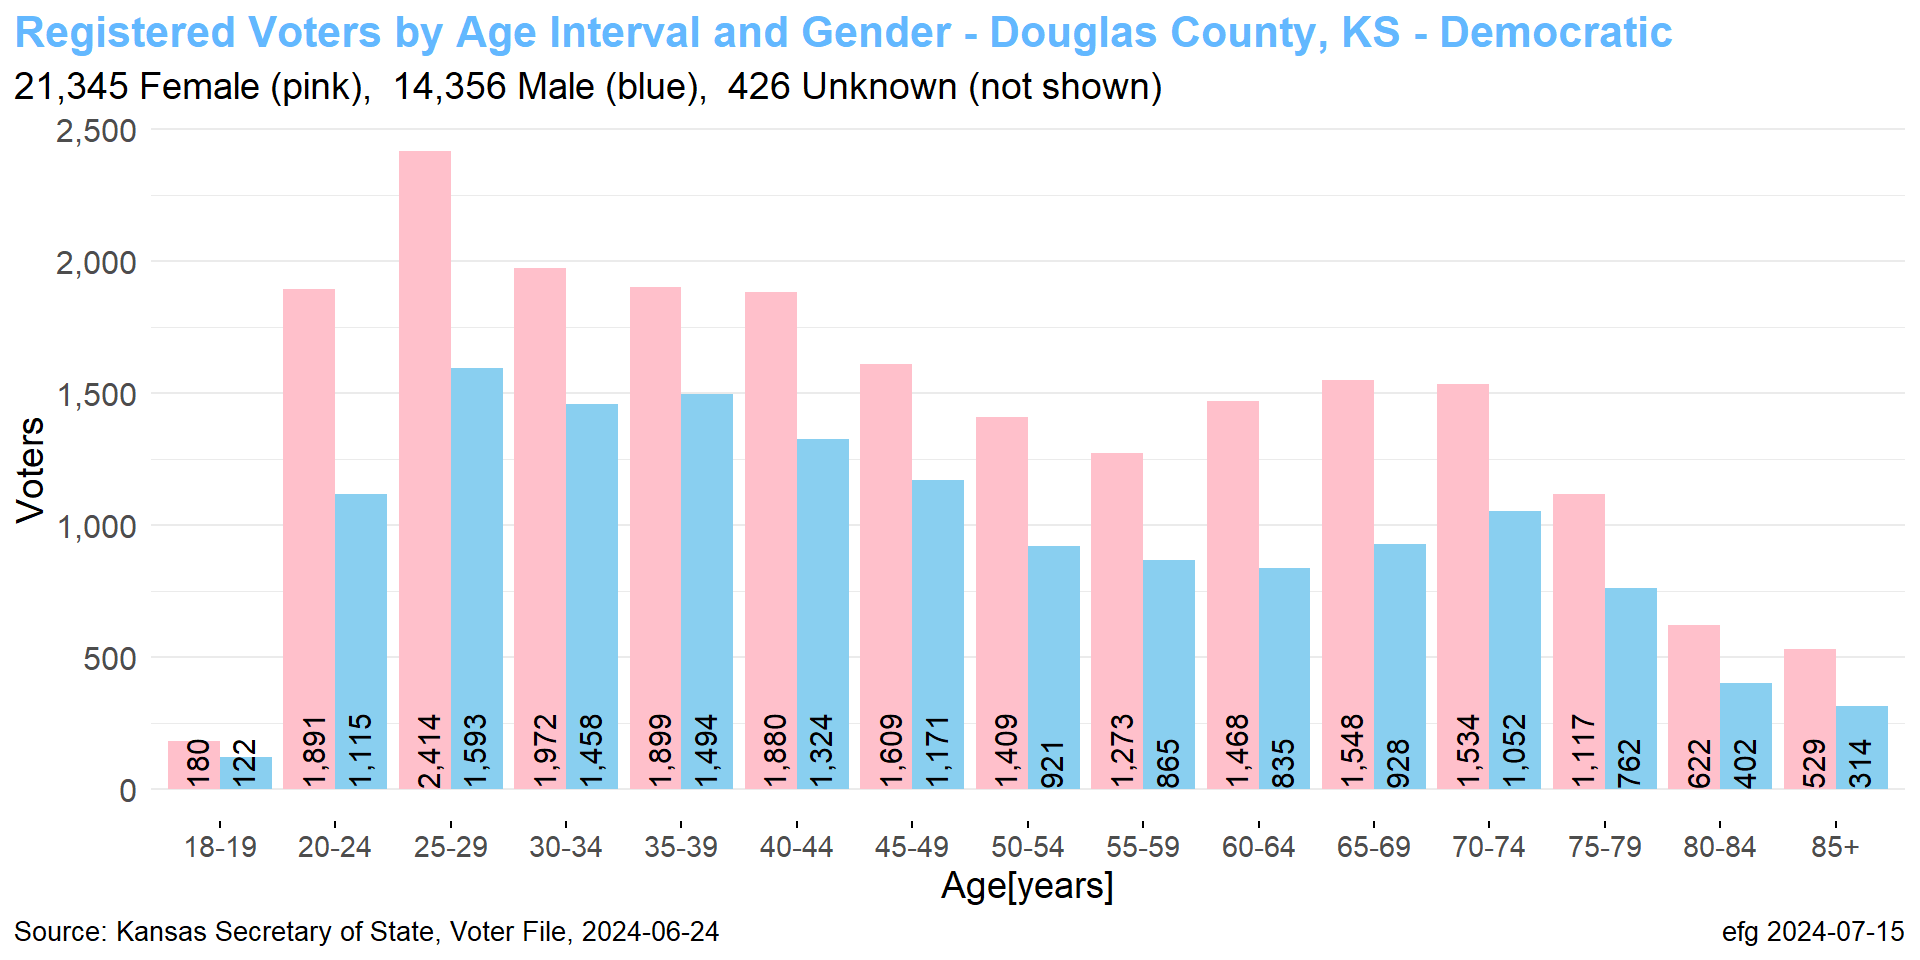 Registered Voters by Age Interval and Gender - Douglas County, KS - Democratic
21,345 Female (pink),  14,356 Male (blue),  426 Unknown (not shown)
2,500
2,000
1,500
1,000
500
0
Voters
180 122 1,891 1,115 2,414 1,593 1,972 1,458 1,899 1,494 1,880 1,324 1,609 1,171 1,409 921 1,273 865 1,468 835 1,548 928 1,534 1,052 1,117 762 622 402 529 314
18-19 20-24 25-29 30-34 35-39 40-44 45-49 50-54 55-59 60-64 65-69 70-74 75-79 80-84 85+
Age[years]
Source: Kansas Secretary of State, Voter File, 2024-06-24
efg 2024-07-15